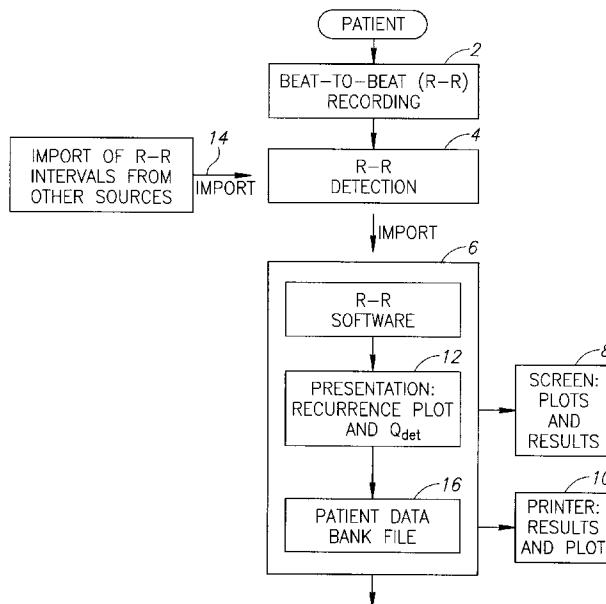 PATIENT
2
BEAT-TO-BEAT (R-R)
RECORDING
4
R-R
DETECTION
14
IMPORT OF R-R
INTERVALS FROM
OTHER SOURCES
IMPORT
IMPORT
6
R-R
SOFTWARE
12
PRESENTATION:
RECURRENCE PLOT
AND Qdet
8
SCREEN:
PLOTS
AND
RESULTS
16
PATIENT DATA
BANK FILE
10
PRINTER:
RESULTS
AND PLOT